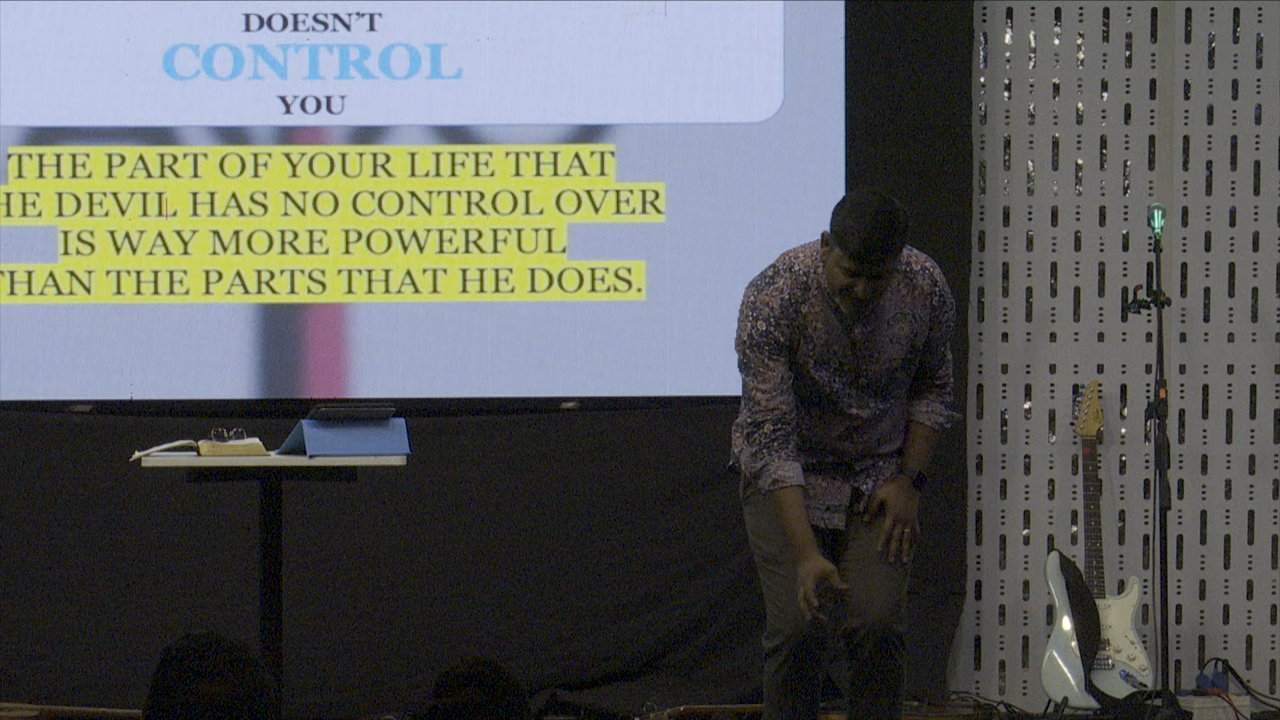 DOESN'T
CONTROL
YOU
THE PART OF YOUR LIFE THAT
HE DEVIL HAS NO CONTROL OVER
IS WAY MORE POWERFUL
THAN THE PARTS THAT HE DOES.